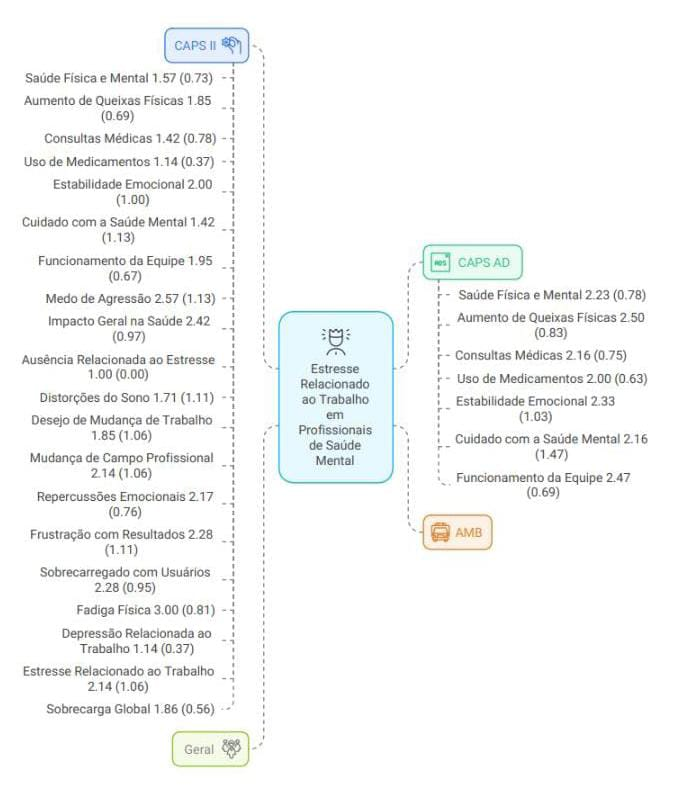 CAPS II
Saúde Física e Mental 1.57 (0.73)
Aumento de Queixas Físicas 1.85
(0.69)
Consultas Médicas 1.42 (0.78)
Uso de Medicamentos 1.14 (0.37)
Estabilidade Emocional 2.00
(1.00)
Cuidado com a Saúde Mental 1.42
(1.13)
Funcionamento da Equipe 1.95
(0.67)
Medo de Agressão 2.57 (1.13)
Impacto Geral na Saúde 2.42
(0.97)
Ausência Relacionada ao Estresse
1.00 (0.00)
Distorções do Sono 1.71 (1.11)
Desejo de Mudança de Trabalho
1.85 (1.06)
Mudança de Campo Profissional
2.14 (1.06)
Repercussões Emocionais 2.17
(0.76)
Frustração com Resultados 2.28
(1.11)
Sobrecarregado com Usuários
2.28 (0.95)
Fadiga Física 3.00 (0.81)
Depressão Relacionada ao
Trabalho 1.14 (0.37)
Estresse Relacionado ao Trabalho
2.14 (1.06)
Sobrecarga Global 1.86 (0.56)
Geral
Estresse
Relacionado
ao Trabalho
em
Profissionais
de Saúde
Mental
ADS
CAPS AD
Saúde Física e Mental 2.23 (0.78)
Aumento de Queixas Físicas 2.50
(0.83)
Consultas Médicas 2.16 (0.75)
Uso de Medicamentos 2.00 (0.63)
Estabilidade Emocional 2.33
(1.03)
Cuidado com a Saúde Mental 2.16
(1.47)
Funcionamento da Equipe 2.47
(0.69)
AMB